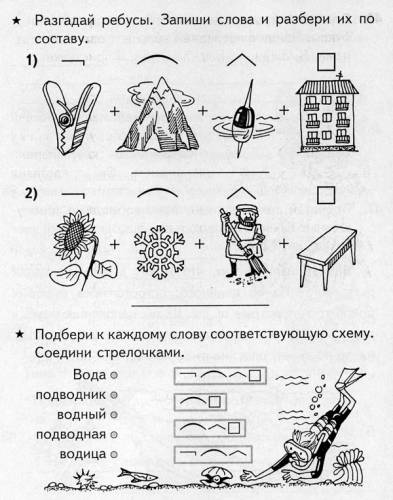 ★ Разгадай ребусы. Запиши слова и разбери их по
составу.
1)
+ + +
2)
+ + +
★ Подбери к каждому слову соответствующую схему.
Соедини стрелочками.
Вода
подводник
водный
подводная
водица